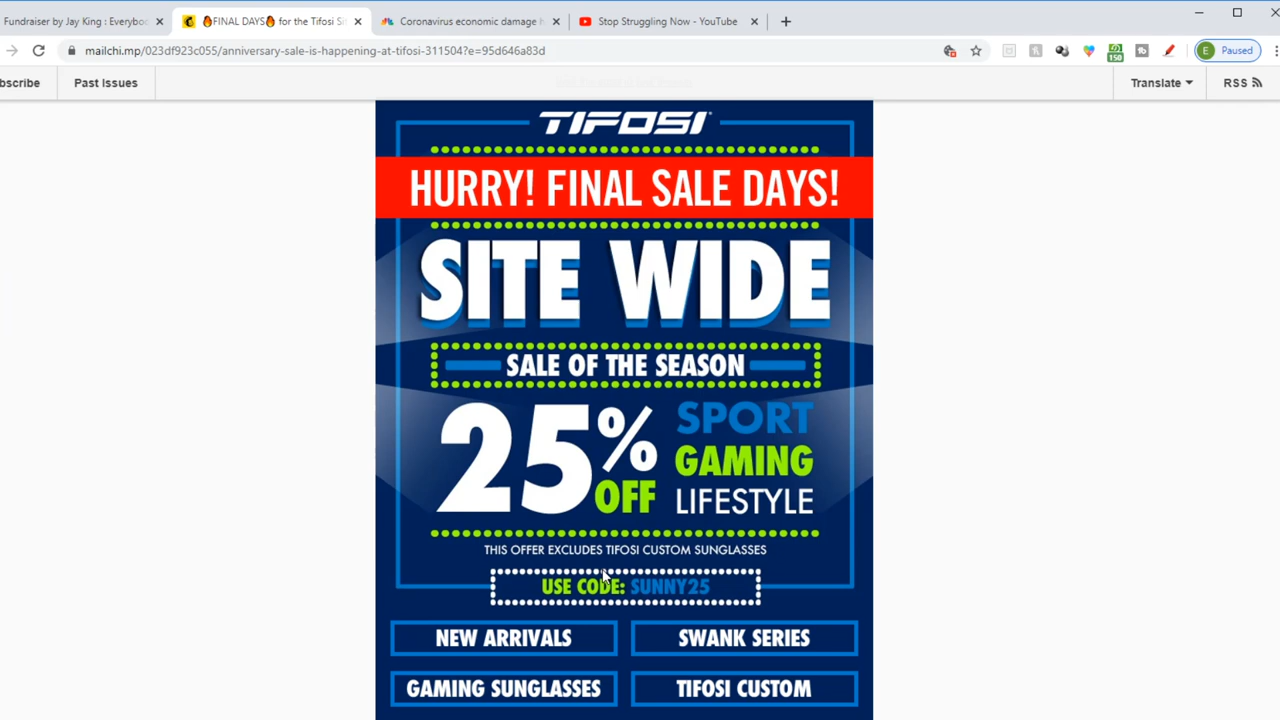 Fundraiser by Jay King : Everybo
🔥FINAL DAYS🔥 for the Tifosi Si
Coronavirus economic damage h
Stop Struggling Now - YouTube
mailchi.mp/023df923c055/anniversary-sale-is-happening-at-tifosi-311504?e=95d646a83d
150
E Paused
bscribe
Past Issues
Translate
RSS
TIFOSI
HURRY! FINAL SALE DAYS!
SITE WIDE
SALE OF THE SEASON
25% OFF
SPORT
GAMING
LIFESTYLE
THIS OFFER EXCLUDES TIFOSI CUSTOM SUNGLASSES
USE CODE: SUNNY25
NEW ARRIVALS
SWANK SERIES
GAMING SUNGLASSES
TIFOSI CUSTOM